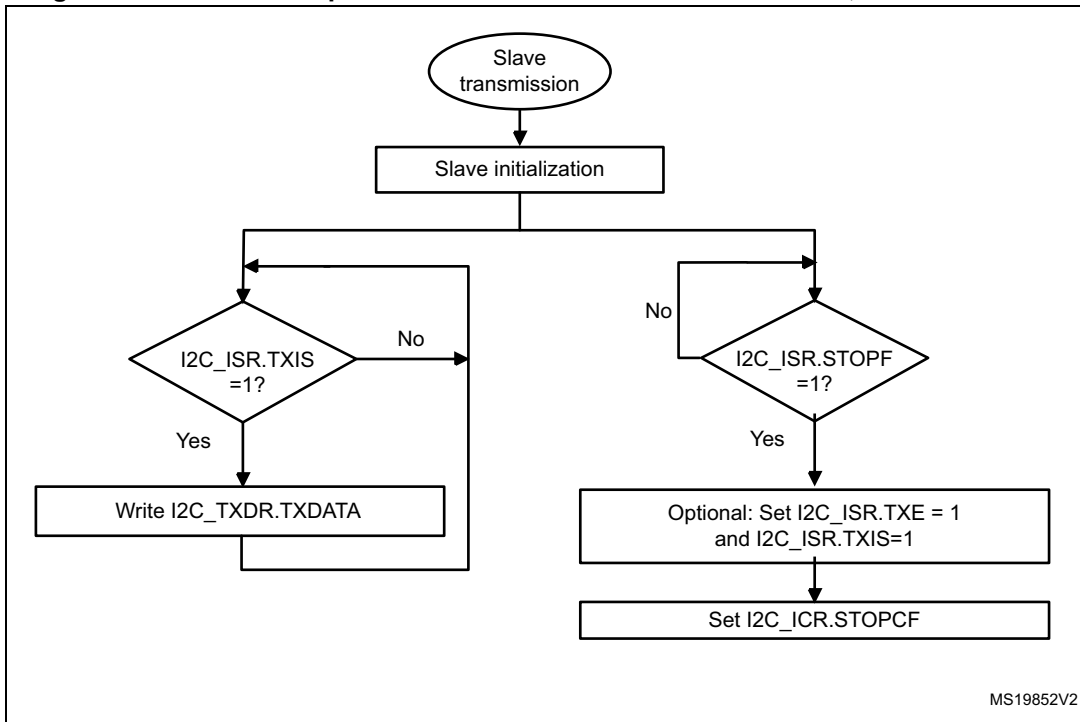 Slave
transmission
Slave initialization
No
No
I2C_ISR.TXIS
=1?
I2C_ISR.STOPF
=1?
Yes
Yes
Write I2C_TXDR.TXDATA
Optional: Set I2C_ISR.TXE = 1
and I2C_ISR.TXIS=1
Set I2C_ICR.STOPCF
MS19852V2